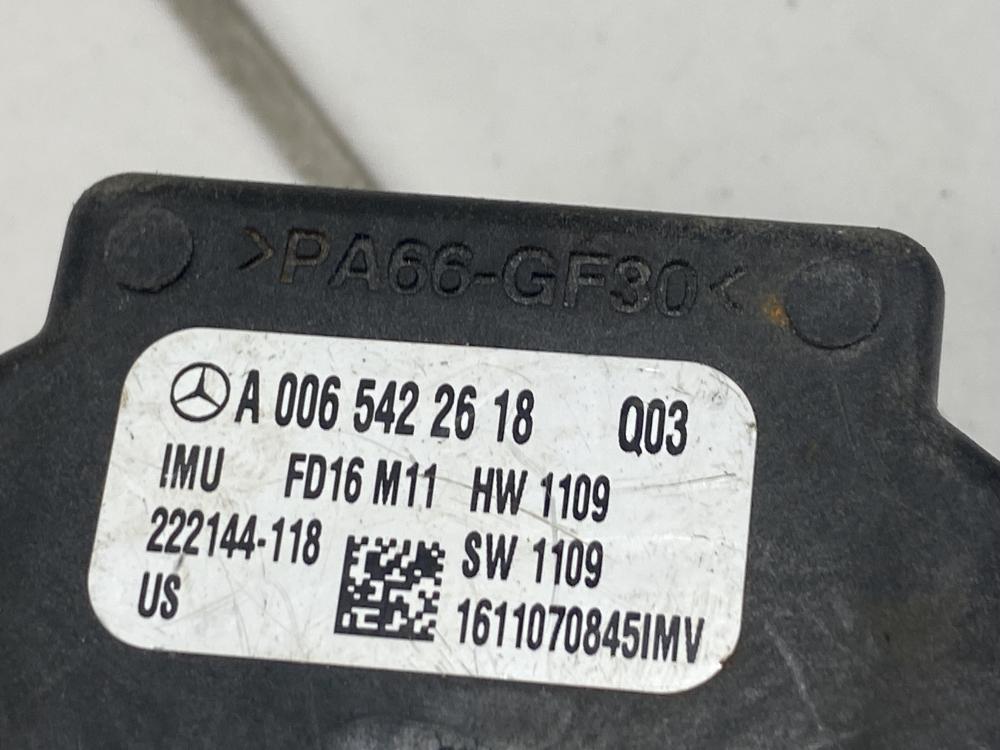 >PA66-GF30<
A 006 542 26 18 Q03
IMU FD16 M11 HW 1109
222144-118 SW 1109
US 1611070845IMV